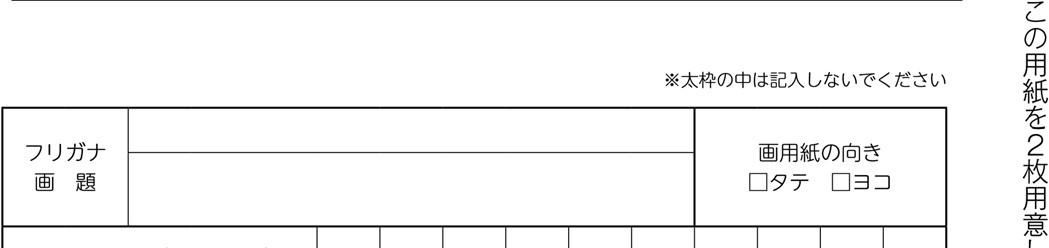 ※太枠の中は記入しないでください
フリガナ
画　題
画用紙の向き
□タテ　□ヨコ
この用紙を2枚用意し